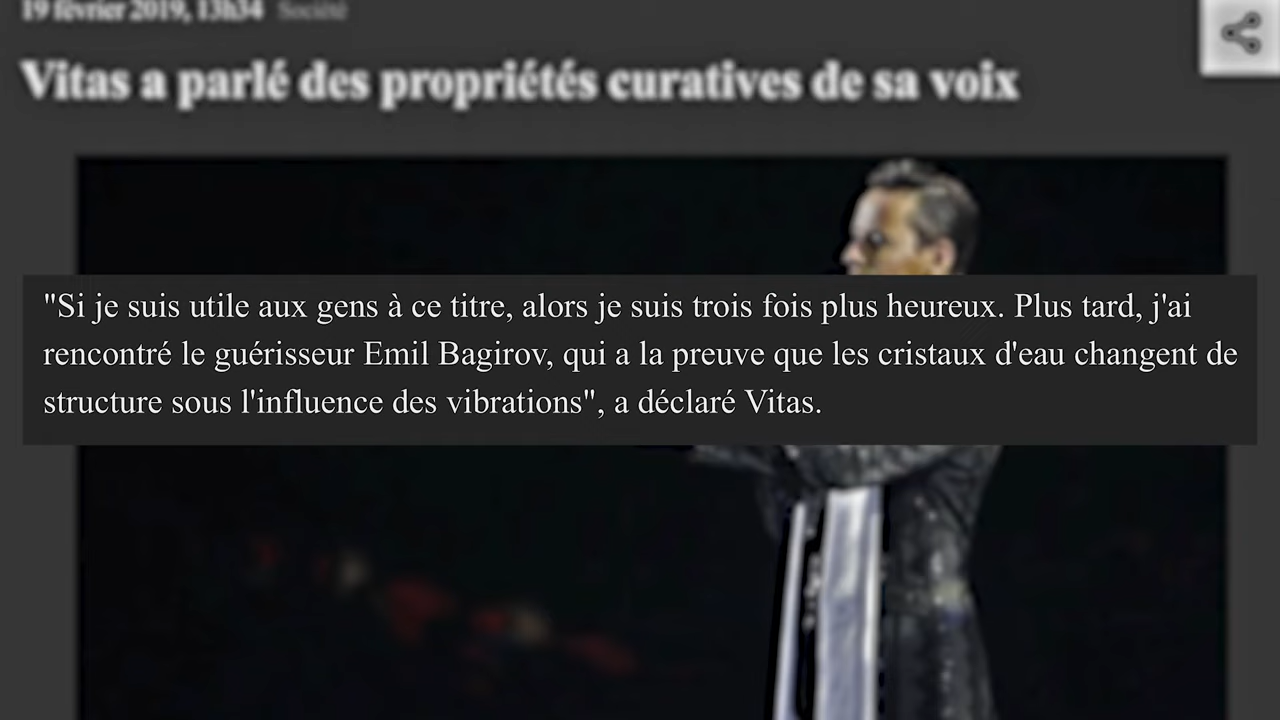 19 février 2019, 13h34 Société
Vitas a parlé des propriétés curatives de sa voix
"Si je suis utile aux gens à ce titre, alors je suis trois fois plus heureux. Plus tard, j'ai
rencontré le guérisseur Emil Bagirov, qui a la preuve que les cristaux d'eau changent de
structure sous l'influence des vibrations", a déclaré Vitas.